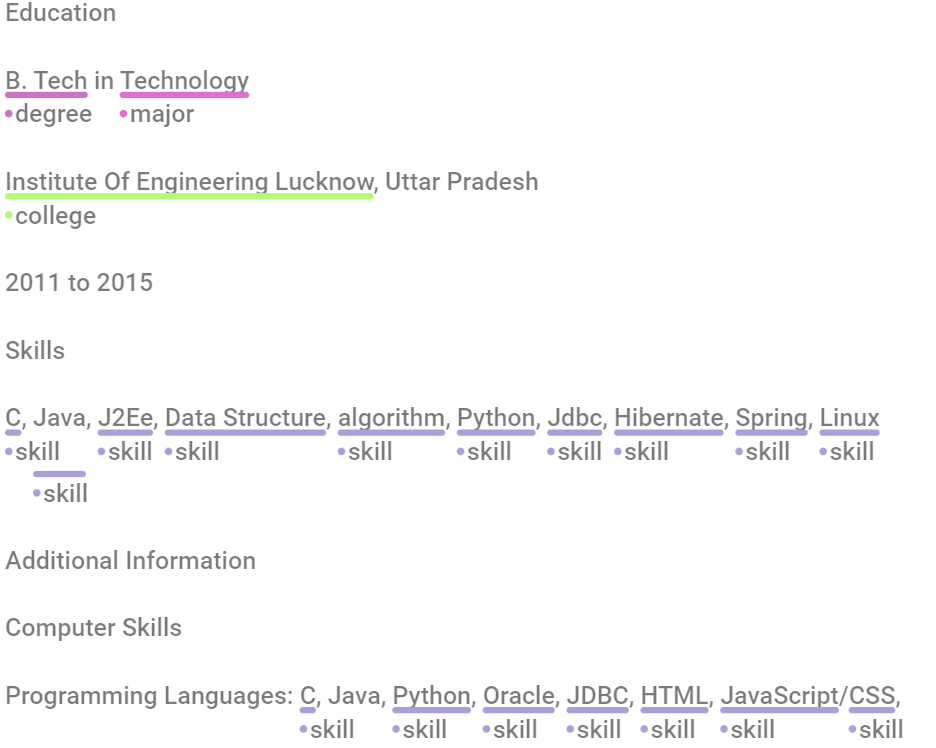 Education
B. Tech in Technology
degree major
Institute Of Engineering Lucknow, Uttar Pradesh
college
2011 to 2015
Skills
C, Java, J2Ee, Data Structure, algorithm, Python, Jdbc, Hibernate, Spring, Linux
skill skill skill skill skill skill skill skill skill
skill
Additional Information
Computer Skills
Programming Languages: C, Java, Python, Oracle, JDBC, HTML, JavaScript/CSS,
skill skill skill skill skill skill skill